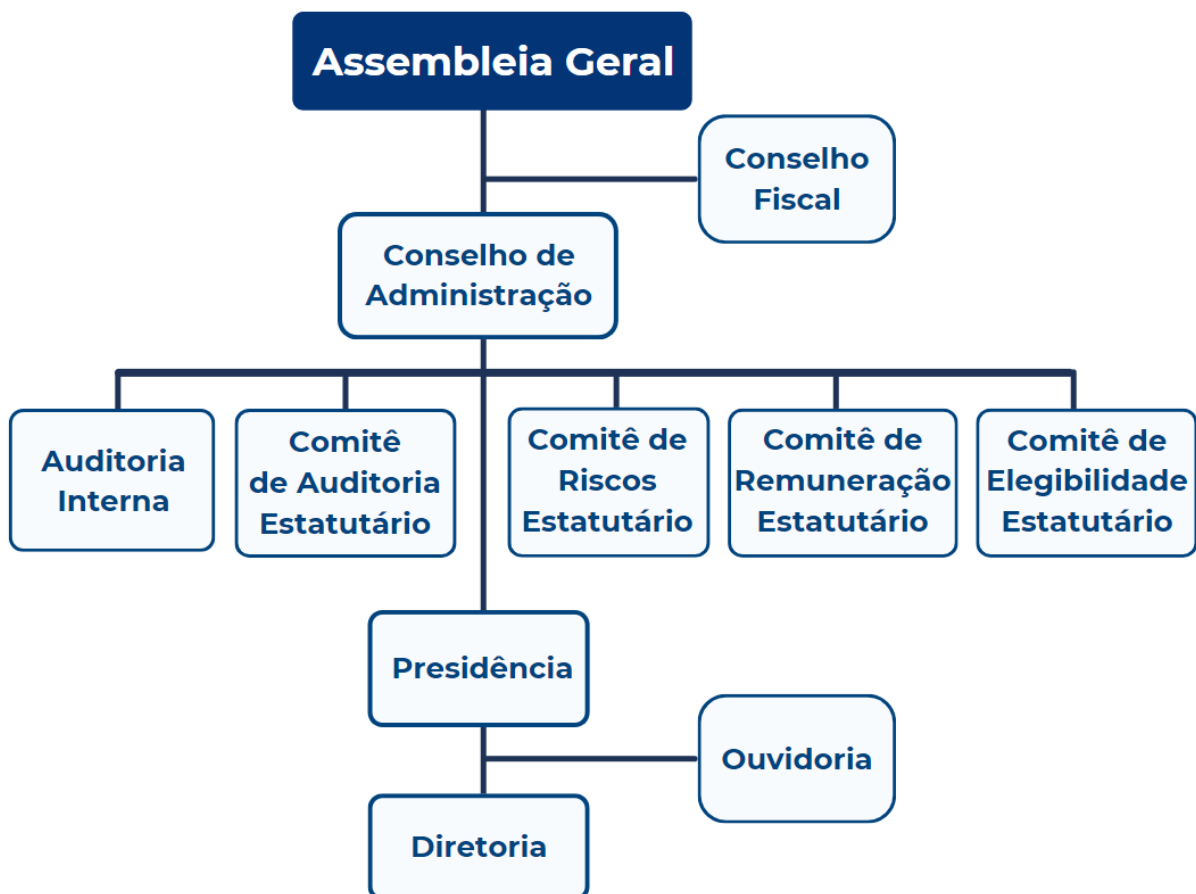 Assembleia Geral
Conselho
Fiscal
Conselho de
Administração
Auditoria
Interna
Comitê
de Auditoria
Estatutário
Comitê de
Riscos
Estatutário
Comitê de
Remuneração
Estatutário
Comitê de
Elegibilidade
Estatutário
Presidência
Ouvidoria
Diretoria